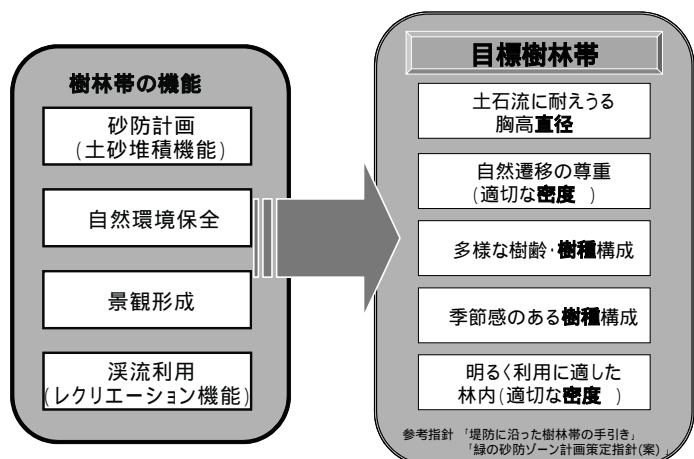 樹林帯の機能
砂防計画
(土砂堆積機能)
自然環境保全
景観形成
渓流利用
(レクリエーション機能)
目標樹林帯
土石流に耐えうる
胸高直径
自然遷移の尊重
(適切な密度 )
多様な樹齢・樹種構成
季節感のある樹種構成
明るく利用に適した
林内(適切な密度 )
参考指針 「堤防に沿った樹林帯の手引き」
「緑の砂防ゾーン計画策定指針(案)」